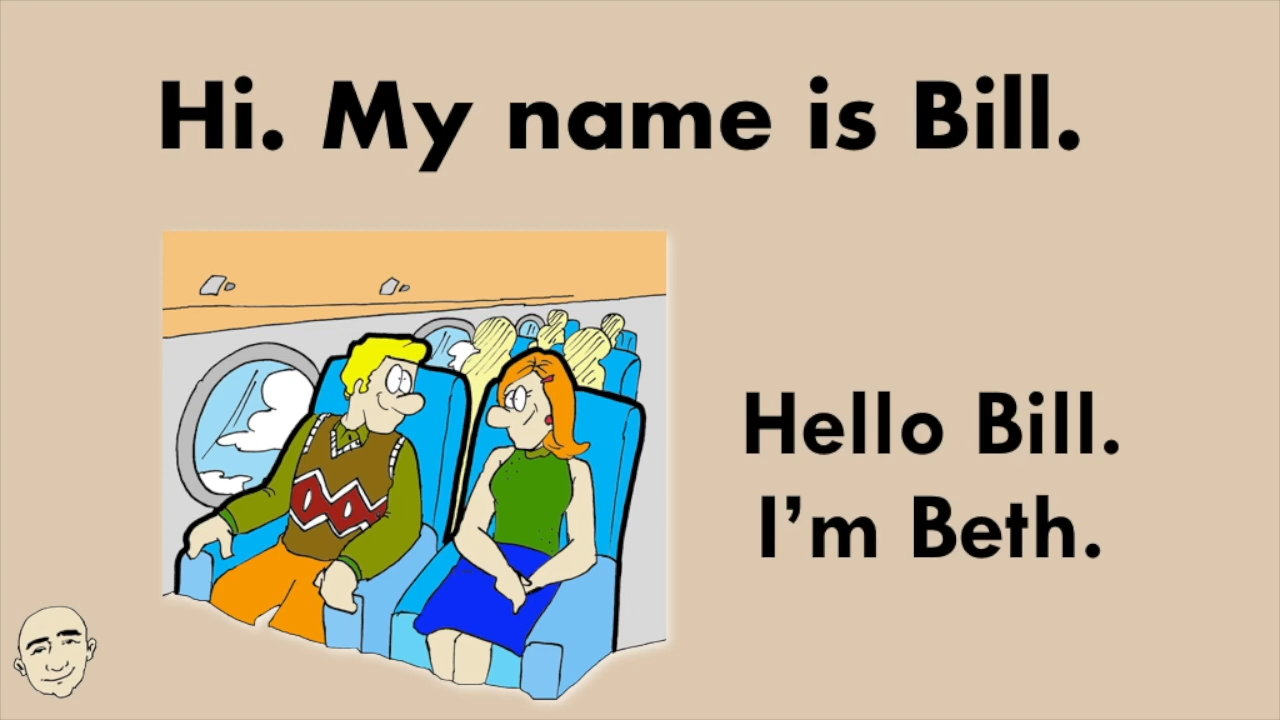 Hi. My name is Bill.
Hello Bill.
I’m Beth.